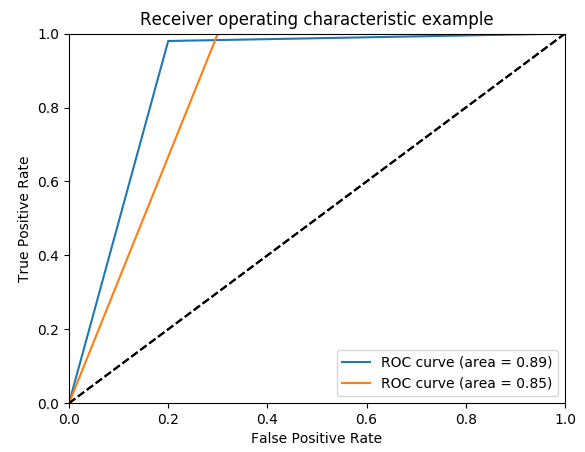 Receiver operating characteristic example
1.0
0.8
0.6
0.4
0.2
0.0
True Positive Rate
0.0 0.2 0.4 0.6 0.8 1.0
False Positive Rate
ROC curve (area = 0.89)
ROC curve (area = 0.85)